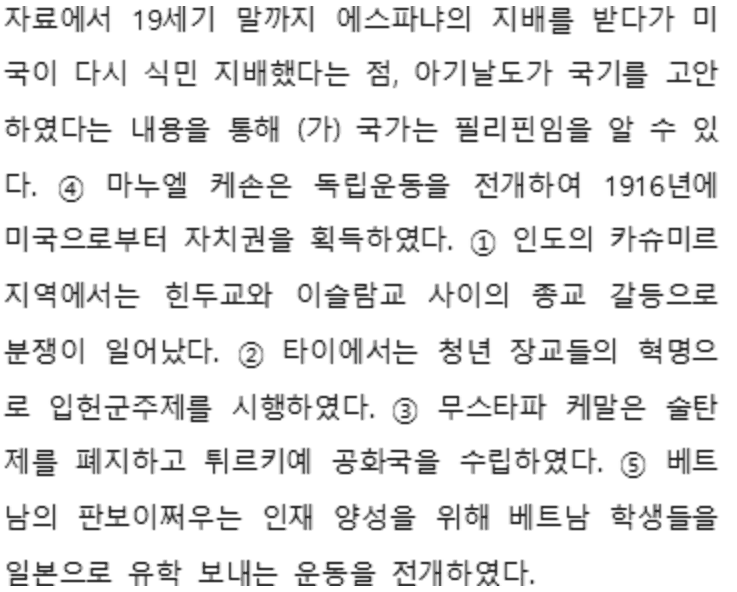 자료에서 19세기 말까지 에스파냐의 지배를 받다가 미
국이 다시 식민 지배했다는 점, 아기날도가 국기를 고안
하였다는 내용을 통해 (가) 국가는 필리핀임을 알 수 있
다. ④ 마누엘 케손은 독립운동을 전개하여 1916년에
미국으로부터 자치권을 획득하였다. ① 인도의 카슈미르
지역에서는 힌두교와 이슬람교 사이의 종교 갈등으로
분쟁이 일어났다. ② 타이에서는 청년 장교들의 혁명으
로 입헌군주제를 시행하였다. ③ 무스타파 케말은 술탄
제를 폐지하고 튀르키예 공화국을 수립하였다. ⑤ 베트
남의 판보이쩌우는 인재 양성을 위해 베트남 학생들을
일본으로 유학 보내는 운동을 전개하였다.